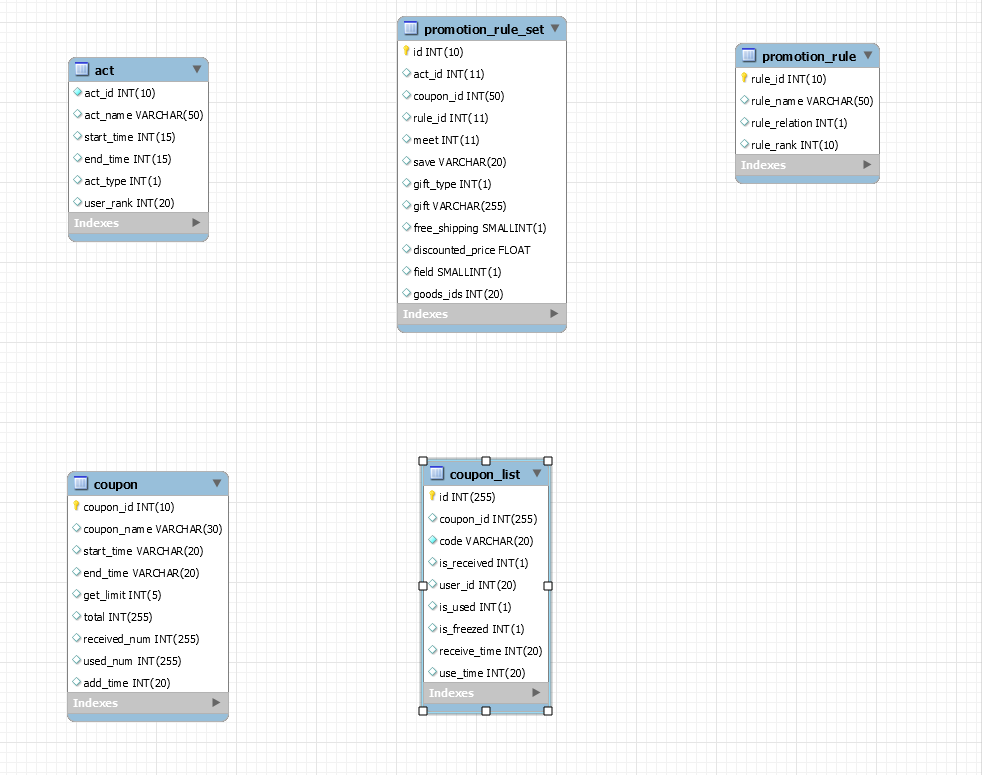 act
act_id INT(10)
act_name VARCHAR(50)
start_time INT(15)
end_time INT(15)
act_type INT(1)
user_rank INT(20)
Indexes
promotion_rule_set
id INT(10)
act_id INT(11)
coupon_id INT(50)
rule_id INT(11)
meet INT(11)
save VARCHAR(20)
gift_type INT(1)
gift VARCHAR(255)
free_shipping SMALLINT(1)
discounted_price FLOAT
field SMALLINT(1)
goods_ids INT(20)
Indexes
promotion_rule
rule_id INT(10)
rule_name VARCHAR(50)
rule_relation INT(1)
rule_rank INT(10)
Indexes
coupon
coupon_id INT(10)
coupon_name VARCHAR(30)
start_time VARCHAR(20)
end_time VARCHAR(20)
get_limit INT(5)
total INT(255)
received_num INT(255)
used_num INT(255)
add_time INT(20)
Indexes
coupon_list
id INT(255)
coupon_id INT(255)
code VARCHAR(20)
is_received INT(1)
user_id INT(20)
is_used INT(1)
is_freezed INT(1)
receive_time INT(20)
use_time INT(20)
Indexes